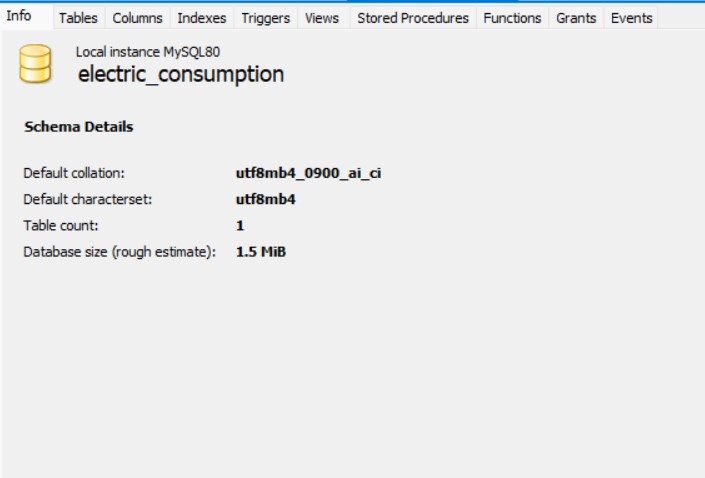 Info Tables Columns Indexes Triggers Views Stored Procedures Functions Grants Events
Local instance MySQL80
electric_consumption
Schema Details
Default collation: utf8mb4_0900_ai_ci
Default characterset: utf8mb4
Table count: 1
Database size (rough estimate): 1.5 MiB